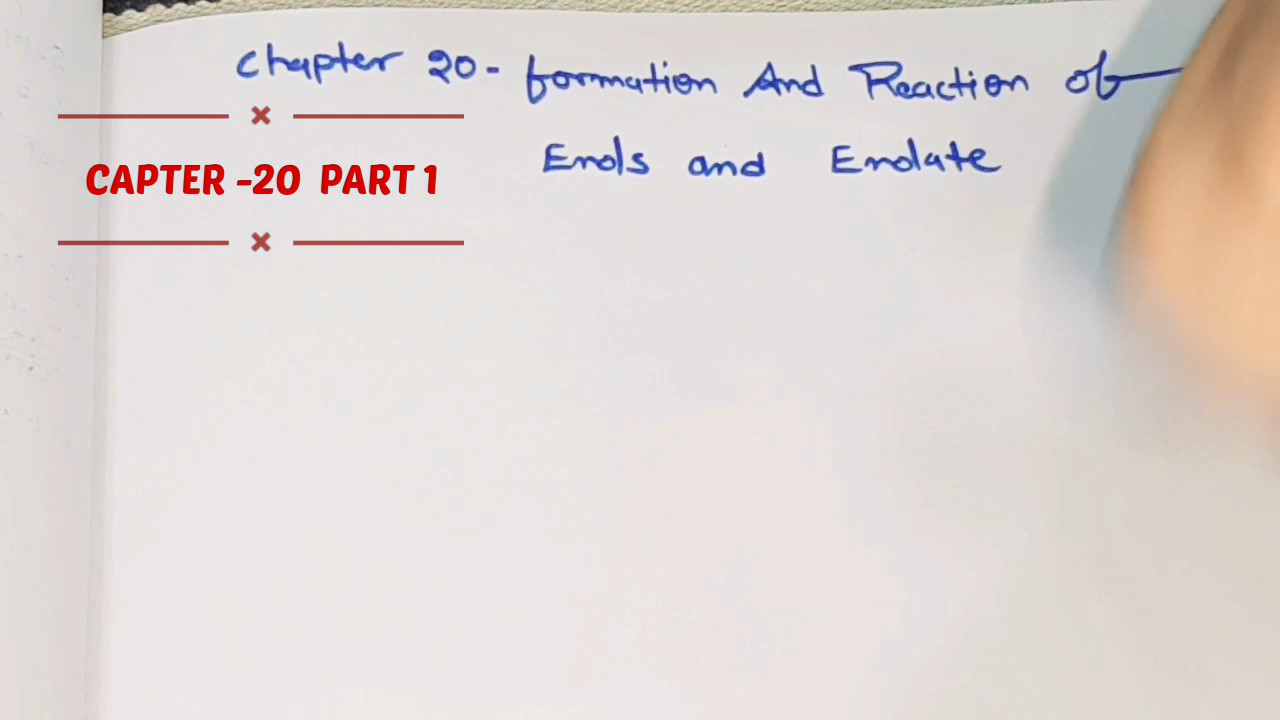 Chapter 20- formation And Reaction of
Enols and Enolate
CAPTER -20 PART 1